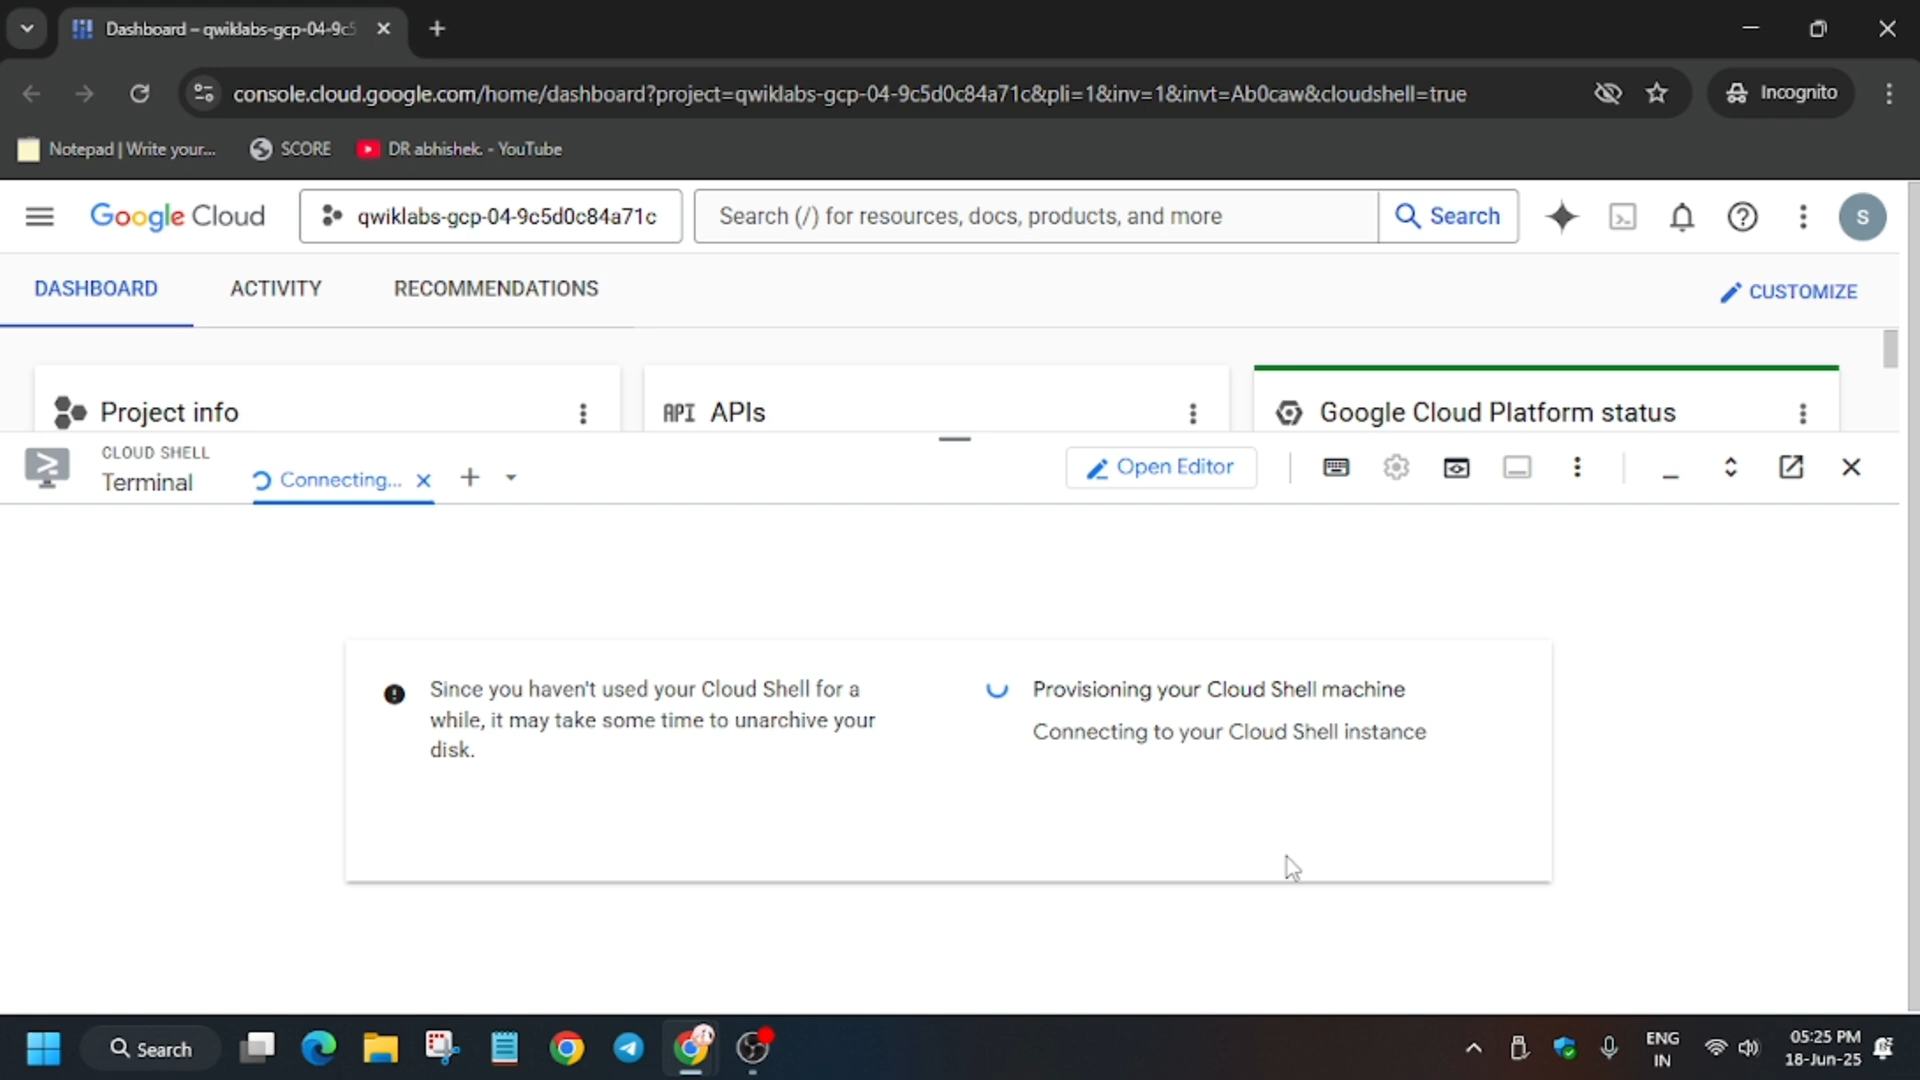 Dashboard – qwiklabs-gcp-04-9c5
console.cloud.google.com/home/dashboard?project=qwiklabs-gcp-04-9c5d0c84a71c&pli=1&inv=1&invt=Ab0caw&cloudshell=true
Incognito
Notepad | Write your...
SCORE
DR abhishek. - YouTube
Google Cloud
qwiklabs-gcp-04-9c5d0c84a71c
Search (/) for resources, docs, products, and more
Search
S
DASHBOARD
ACTIVITY
RECOMMENDATIONS
CUSTOMIZE
Project info
API APIs
Google Cloud Platform status
CLOUD SHELL
Terminal
Connecting...
Open Editor
Since you haven't used your Cloud Shell for a
while, it may take some time to unarchive your
disk.
Provisioning your Cloud Shell machine
Connecting to your Cloud Shell instance
Search
ENG
IN
05:25 PM
18-Jun-25